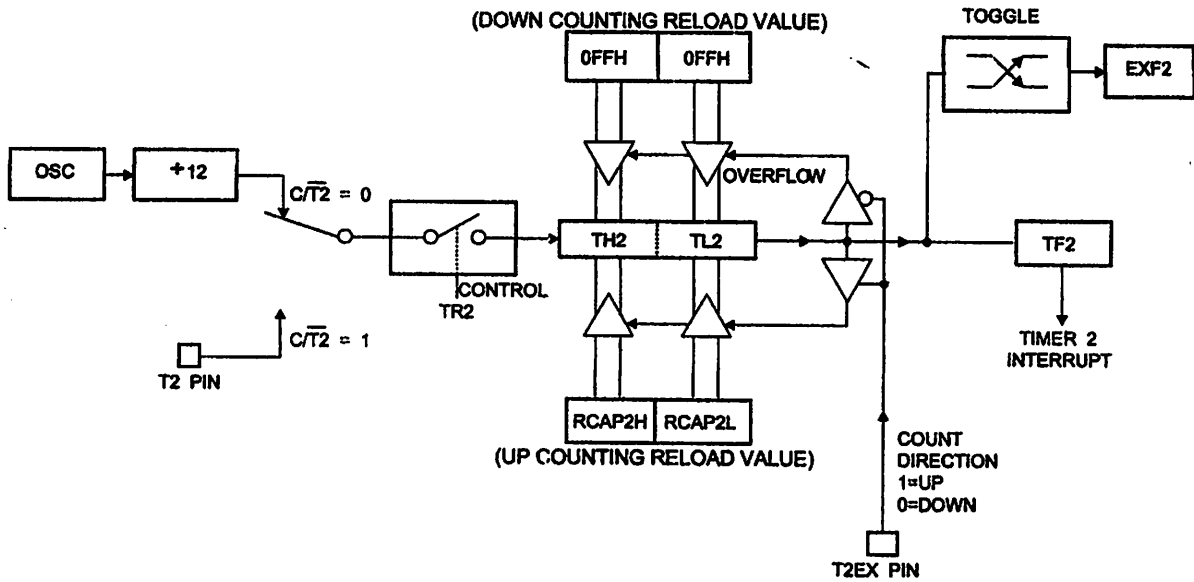 (DOWN COUNTING RELOAD VALUE)
TOGGLE
0FFH 0FFH
EXF2
OSC
÷12
C/T2̅ = 0
OVERFLOW
TH2 TL2
TF2
CONTROL
TR2
C/T2̅ = 1
T2 PIN
TIMER 2
INTERRUPT
RCAP2H RCAP2L
(UP COUNTING RELOAD VALUE)
COUNT
DIRECTION
1=UP
0=DOWN
T2EX PIN